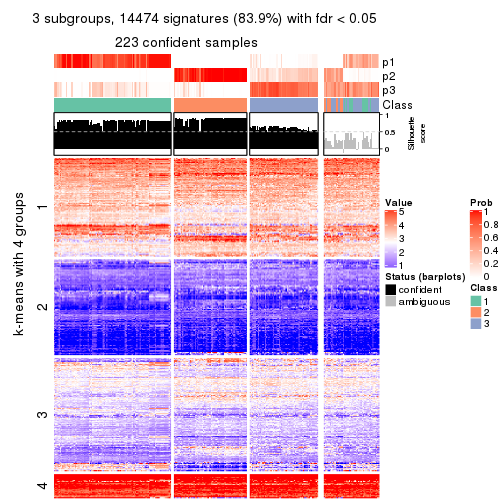 3 subgroups, 14474 signatures (83.9%) with fdr < 0.05
223 confident samples
p1
p2
p3
Class
1
0.5
0
Silhouette
score
k-means with 4 groups
1
2
3
4
Value
5
4
3
2
1
Status (barplots)
confident
ambiguous
Prob
1
0.8
0.6
0.4
0.2
0
Class
1
2
3